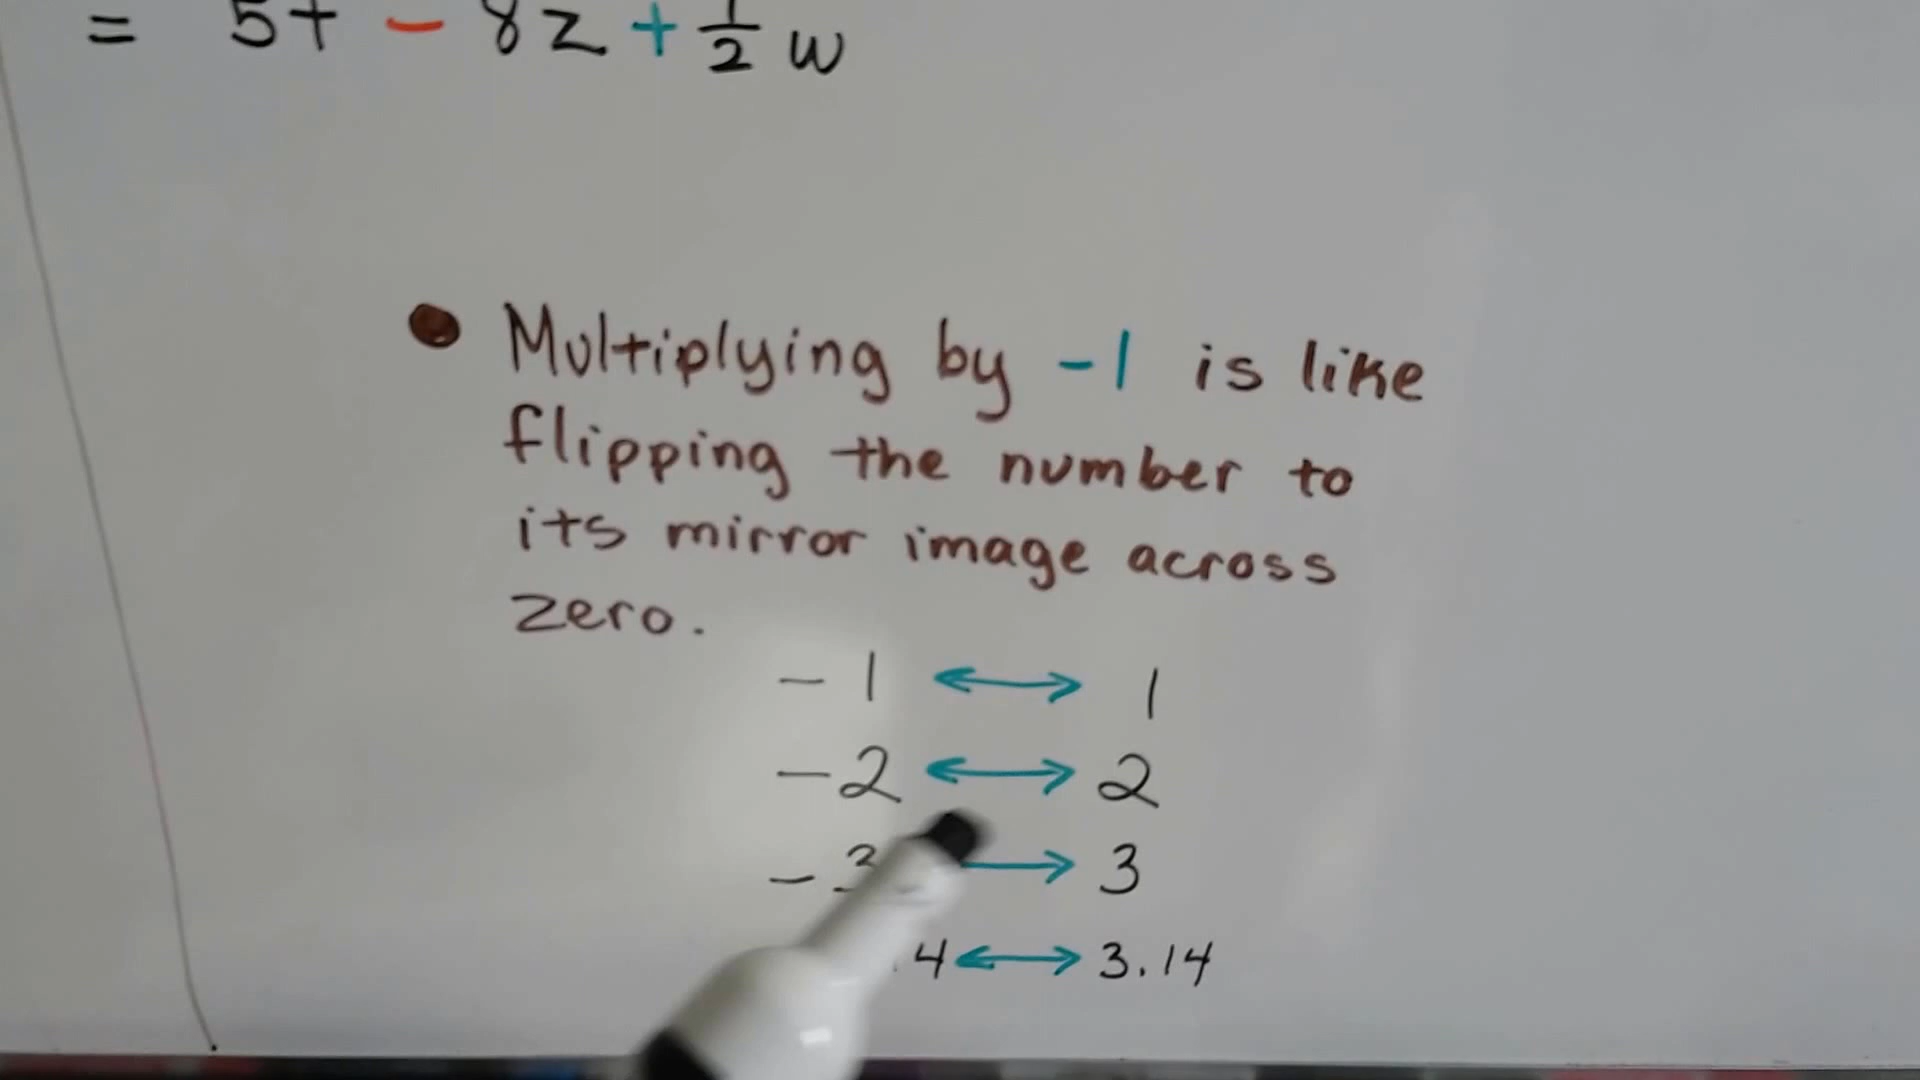 = 5t - 8z + 1/2 w
• Multiplying by -1 is like
flipping the number to
its mirror image across
zero.
-1 ↔ 1
-2 ↔ 2
-3 → 3
.4 ↔ 3.14